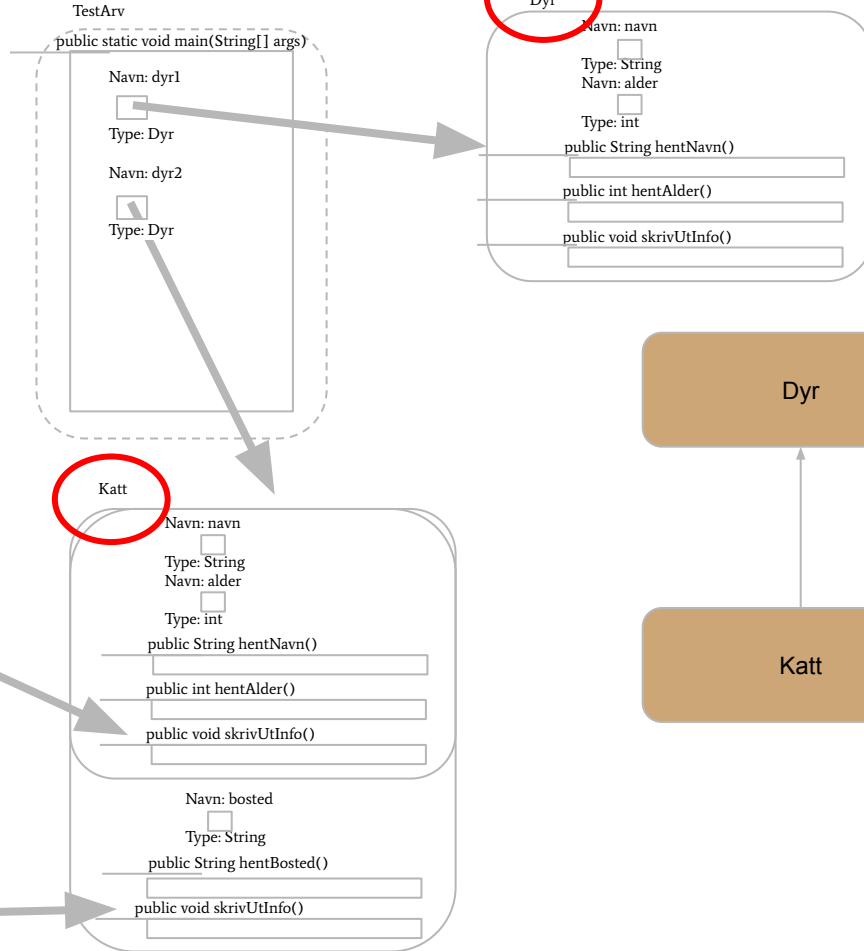 TestArv
public static void main(String[] args)
Navn: dyr1
Type: Dyr
Navn: dyr2
Type: Dyr
Dyr
Navn: navn
Type: String
Navn: alder
Type: int
public String hentNavn()
public int hentAlder()
public void skrivUtInfo()
Dyr
Katt
Katt
Navn: navn
Type: String
Navn: alder
Type: int
public String hentNavn()
public int hentAlder()
public void skrivUtInfo()
Navn: bosted
Type: String
public String hentBosted()
public void skrivUtInfo()